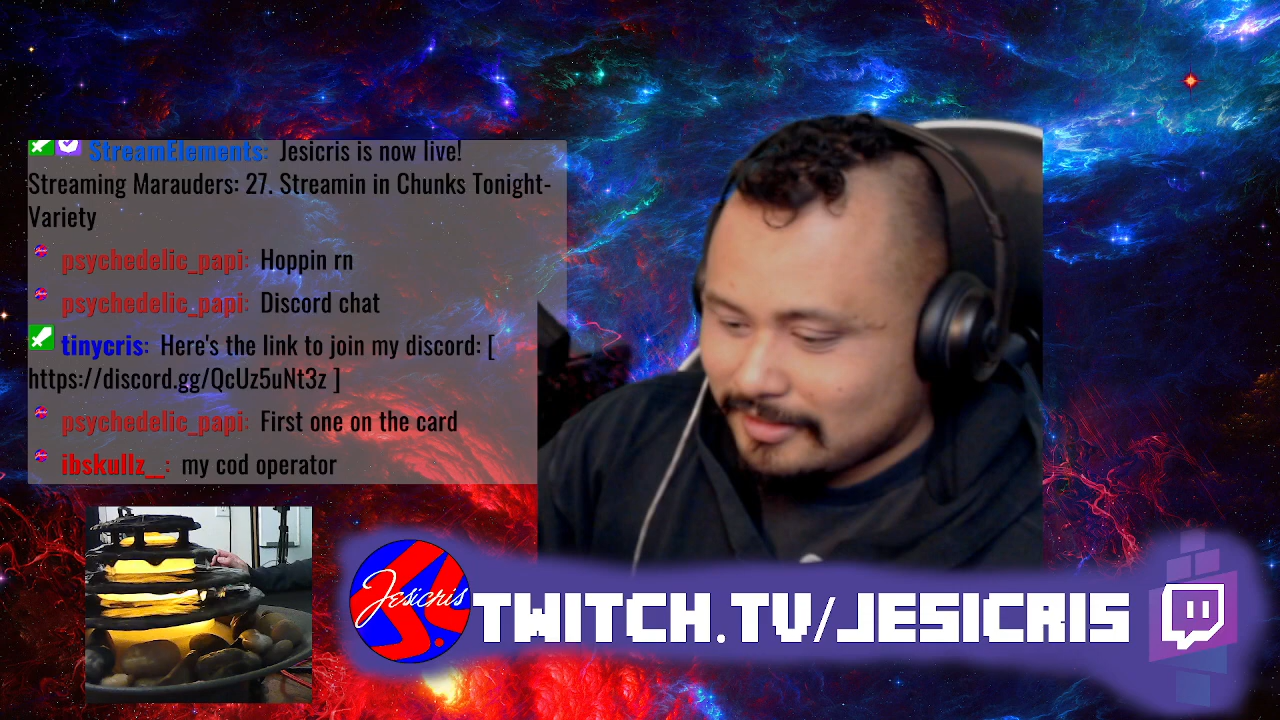 StreamElements: Jesicris is now live!
Streaming Marauders: 27. Streamin in Chunks Tonight-
Variety
psychedelic_papi: Hoppin rn
psychedelic_papi: Discord chat
tinycris: Here's the link to join my discord: [
https://discord.gg/QcUz5uNt3z ]
psychedelic_papi: First one on the card
ibskullz__: my cod operator
Jesicris
TWITCH.TV/JESICRIS